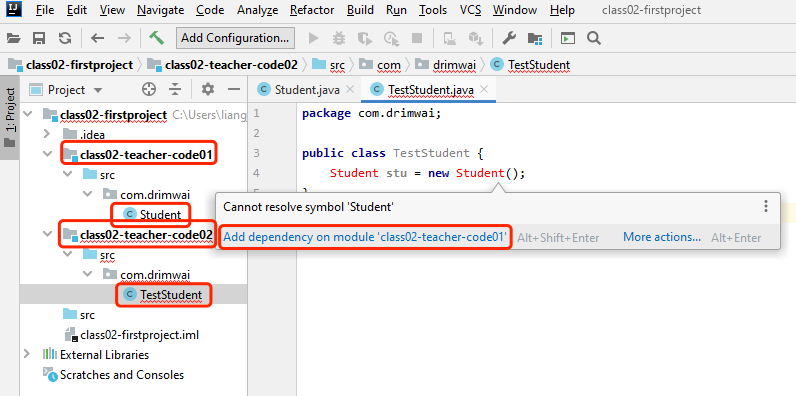 IJ File Edit View Navigate Code Analyze Refactor Build Run Tools VCS Window Help class02-firstproject
Add Configuration...
class02-firstproject class02-teacher-code02 src com drimwai TestStudent
1: Project
Project
class02-firstproject C:\Users\liang
.idea
class02-teacher-code01
src
com.drimwai
Student
class02-teacher-code02
src
com.drimwai
TestStudent
src
class02-firstproject.iml
External Libraries
Scratches and Consoles
Student.java TestStudent.java
1 package com.drimwai;
2
3 public class TestStudent {
4 Student stu = new Student();
Cannot resolve symbol 'Student'
Add dependency on module 'class02-teacher-code01' Alt+Shift+Enter More actions... Alt+Enter